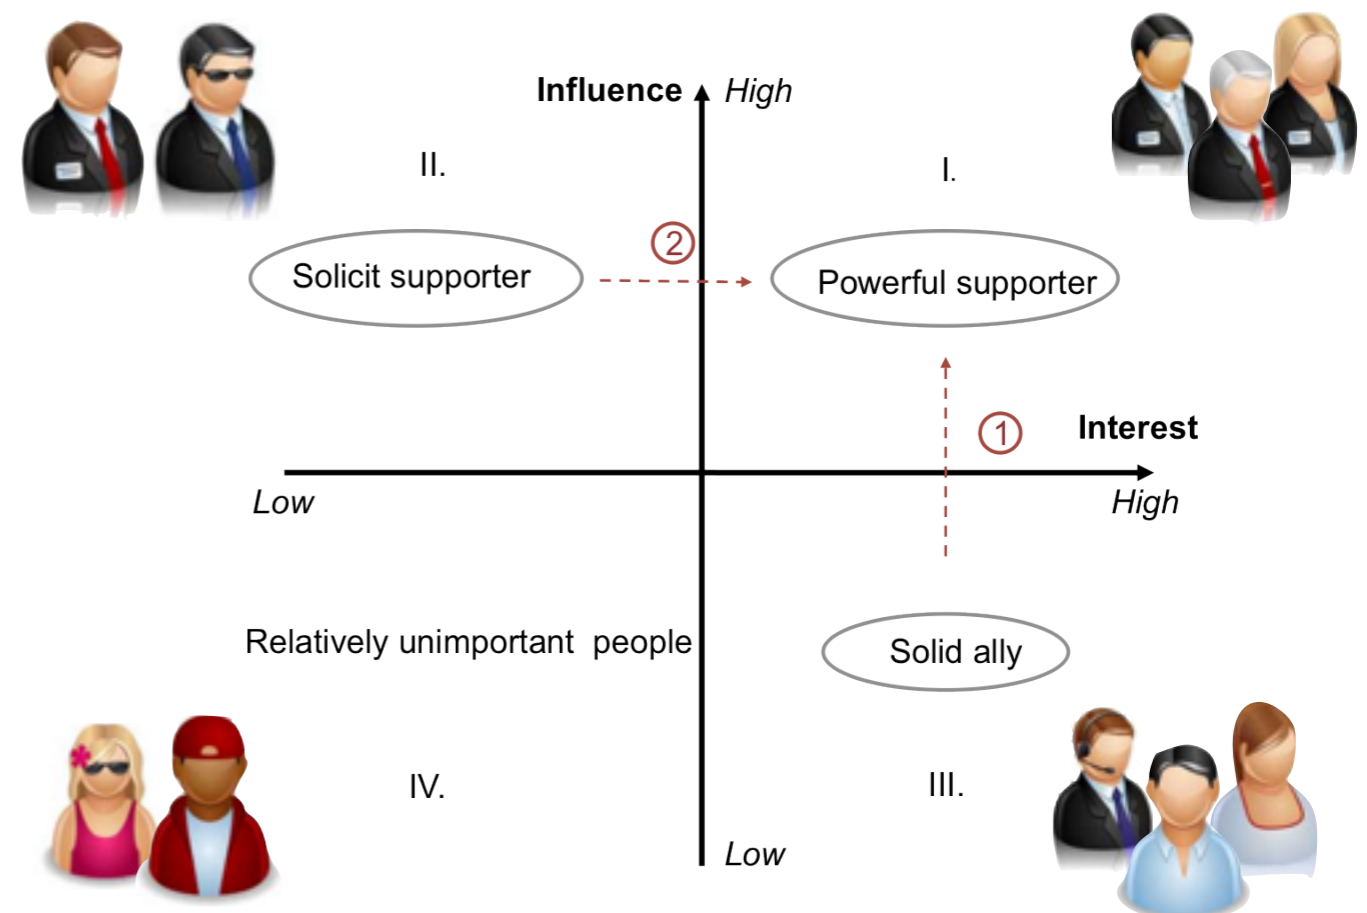 Influence High
II.
I.
2
Solicit supporter
Powerful supporter
1
Interest
Low
High
Relatively unimportant people
Solid ally
IV.
III.
Low